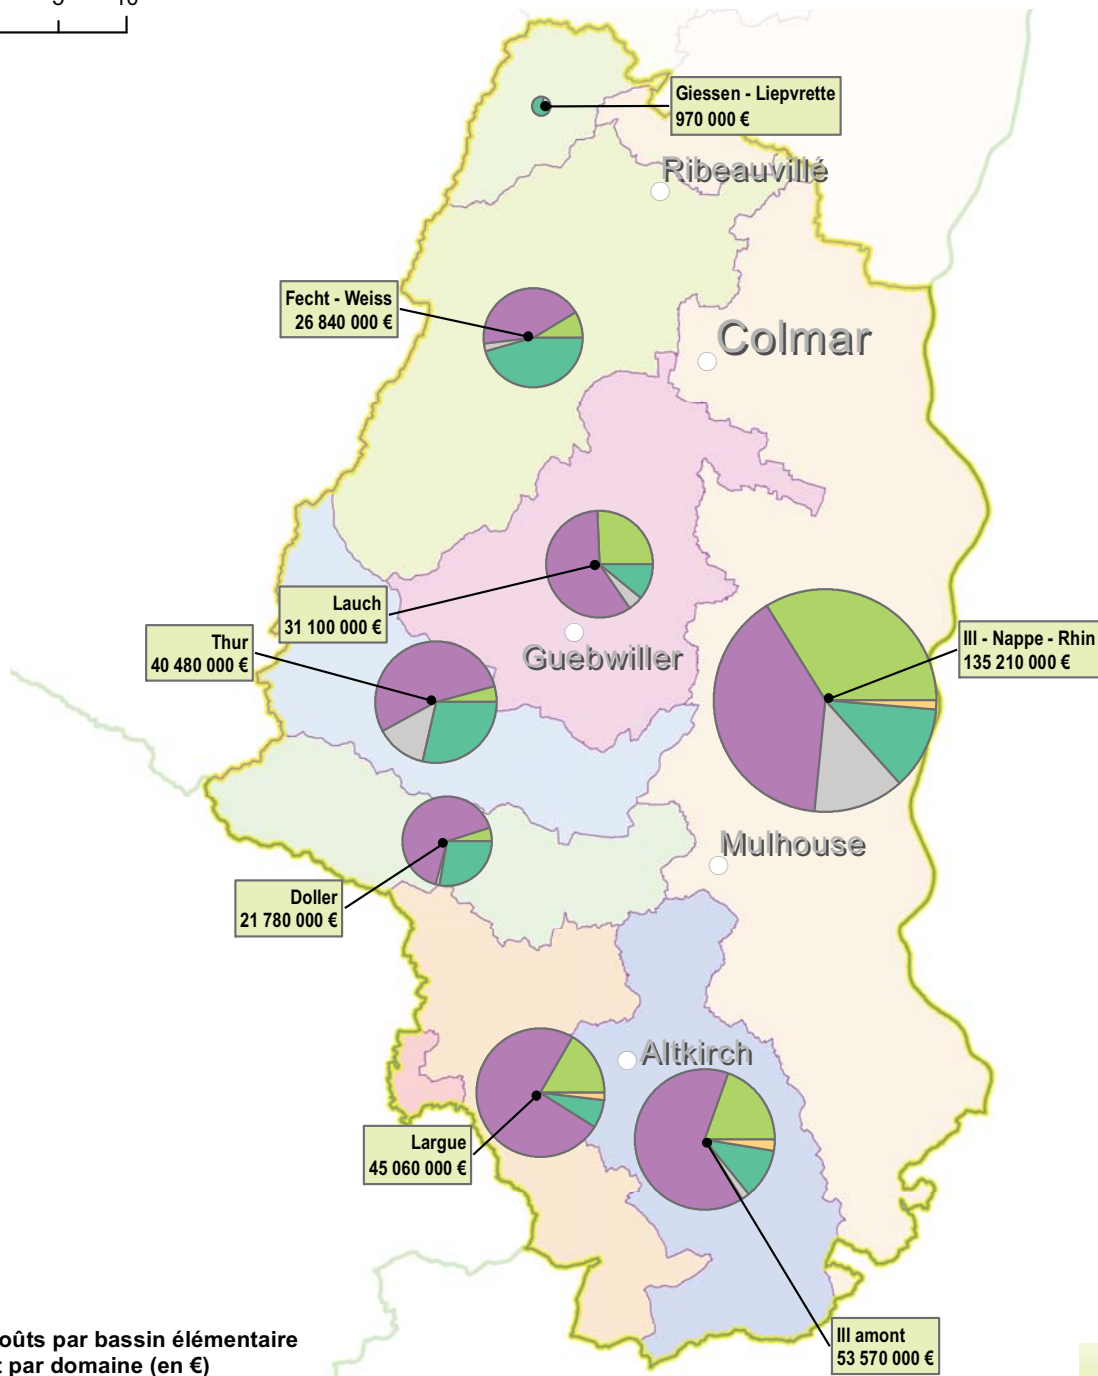 Giessen - Liepvrette
970 000 €
Ribeauvillé
Fecht - Weiss
26 840 000 €
Colmar
Lauch
31 100 000 €
Thur
40 480 000 €
Guebwiller
Ill - Nappe - Rhin
135 210 000 €
Mulhouse
Doller
21 780 000 €
Altkirch
Largue
45 060 000 €
Ill amont
53 570 000 €
oûts par bassin élémentaire
par domaine (en €)